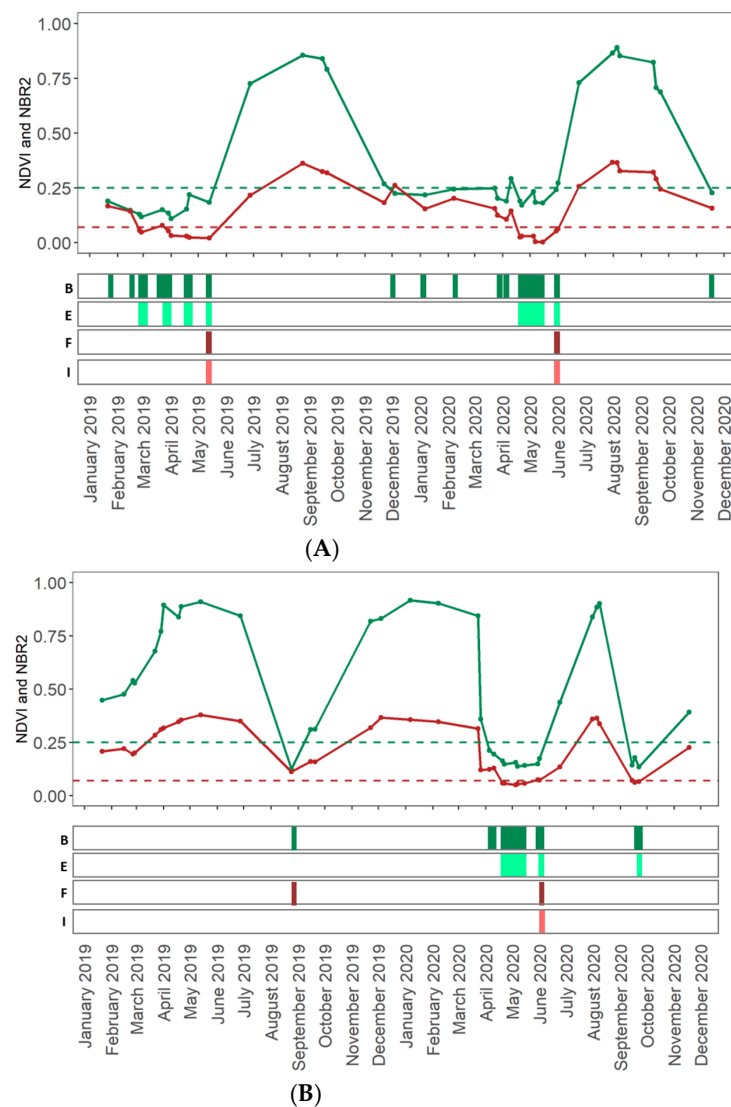 1.00
0.75
0.50
0.25
0.00
NDVI and NBR2
B
E
F
I
January 2019
February 2019
March 2019
April 2019
May 2019
June 2019
July 2019
August 2019
September 2019
October 2019
November 2019
December 2019
January 2020
February 2020
March 2020
April 2020
May 2020
June 2020
July 2020
August 2020
September 2020
October 2020
November 2020
December 2020
(A)
1.00
0.75
0.50
0.25
0.00
NDVI and NBR2
B
E
F
I
January 2019
February 2019
March 2019
April 2019
May 2019
June 2019
July 2019
August 2019
September 2019
October 2019
November 2019
December 2019
January 2020
February 2020
March 2020
April 2020
May 2020
June 2020
July 2020
August 2020
September 2020
October 2020
November 2020
December 2020
(B)